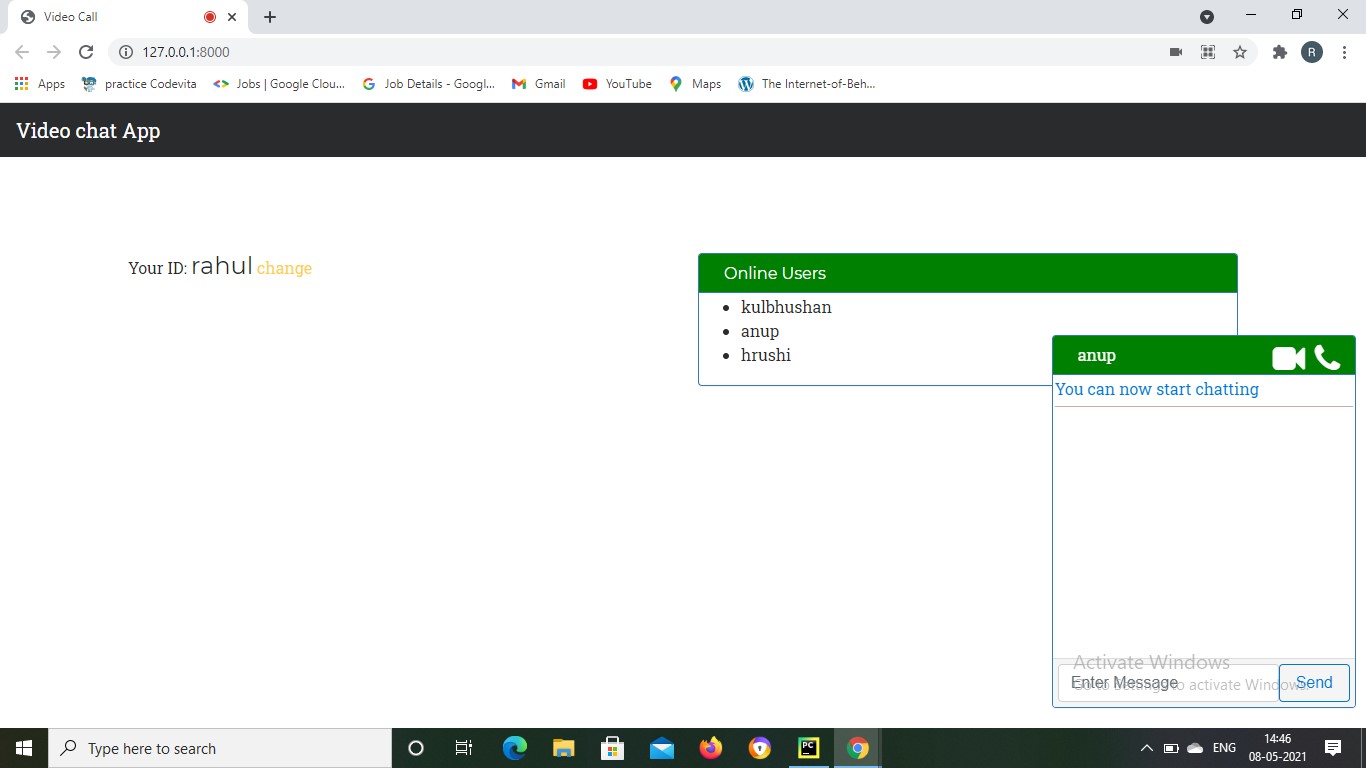 Video Call
127.0.0.1:8000
R
Apps
practice Codevita
Jobs | Google Clou...
Job Details - Googl...
Gmail
YouTube
Maps
The Internet-of-Beh...
Video chat App
Your ID: rahul change
Online Users
kulbhushan
anup
hrushi
anup
You can now start chatting
Activate Windows
Go to Settings to activate Windows.
Enter Message
Send
Type here to search
PC
ENG
14:46
08-05-2021